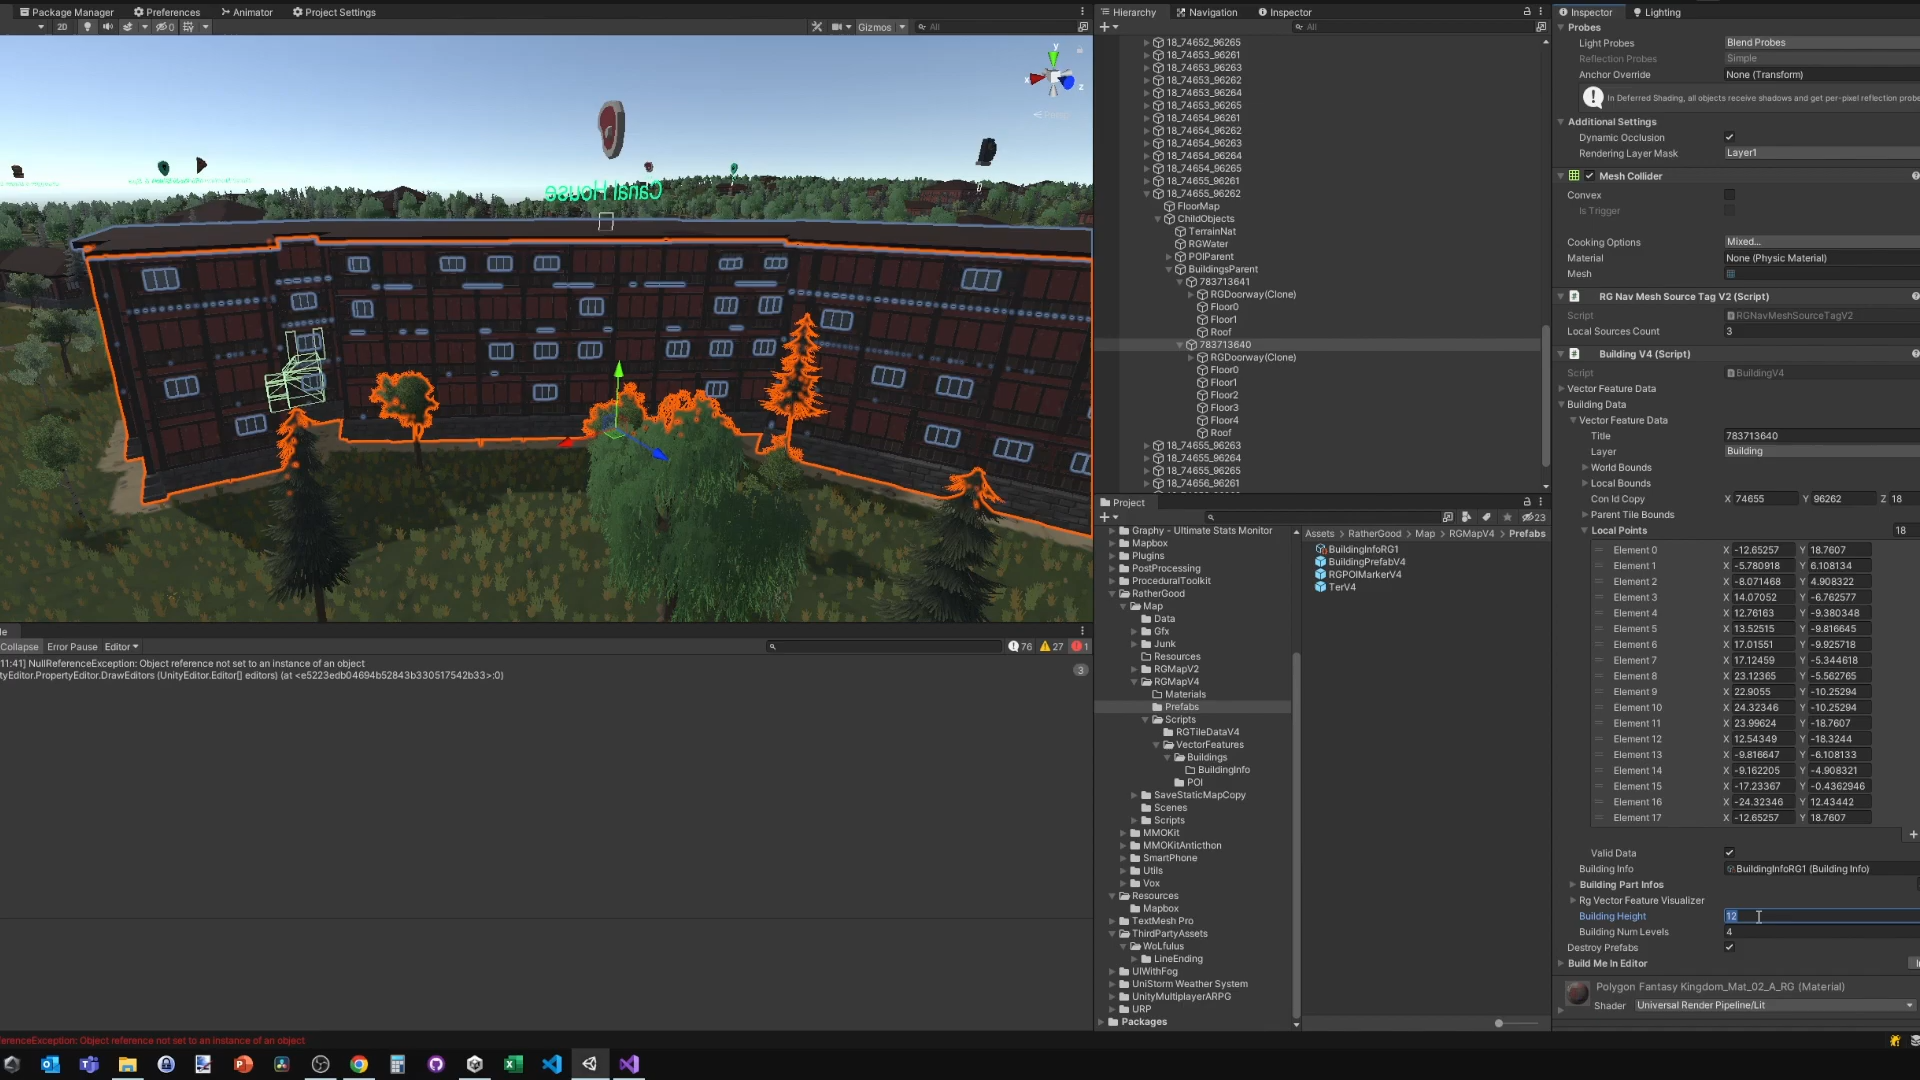 Package Manager
Preferences
Animator
Project Settings
2D
0
Gizmos
All
Canal House
y
x
z
Collapse
Error Pause
Editor
76
27
1
11:41] NullReferenceException: Object reference not set to an instance of an object
tyEditor.PropertyEditor.DrawEditors (UnityEditor.Editor[] editors) (at <e5223edb04694b52843b330517542b33>:0)
3
erenceException: Object reference not set to an instance of an object
Hierarchy
Navigation
Inspector
All
18_74652_96265
18_74653_96261
18_74653_96263
18_74653_96262
18_74653_96264
18_74653_96265
18_74654_96261
18_74654_96262
18_74654_96263
18_74654_96264
18_74654_96265
18_74655_96261
18_74655_96262
FloorMap
ChildObjects
TerrainNat
RGWater
POIParent
BuildingsParent
783713641
RGDoorway(Clone)
Floor0
Floor1
Roof
783713640
RGDoorway(Clone)
Floor0
Floor1
Floor2
Floor3
Floor4
Roof
18_74655_96263
18_74655_96264
18_74655_96265
18_74656_96261
Project
23
Graphy - Ultimate Stats Monitor
Mapbox
Plugins
PostProcessing
ProceduralToolkit
RatherGood
Map
Data
Gfx
Junk
Resources
RGMapV2
RGMapV4
Materials
Prefabs
Scripts
RGTileDataV4
VectorFeatures
Buildings
BuildingInfo
POI
SaveStaticMapCopy
Scenes
Scripts
MMOKit
MMOKitAnticthon
SmartPhone
Utils
Vox
Resources
Mapbox
TextMesh Pro
ThirdPartyAssets
WoLfulus
LineEnding
UIWithFog
UniStorm Weather System
UnityMultiplayerARPG
URP
Packages
Assets > RatherGood > Map > RGMapV4 > Prefabs
BuildingInfoRG1
BuildingPrefabV4
RGPOIMarkerV4
TerV4
Inspector
Lighting
Probes
Light Probes Blend Probes
Reflection Probes Simple
Anchor Override None (Transform)
In Deferred Shading, all objects receive shadows and get per-pixel reflection probe
Additional Settings
Dynamic Occlusion
Rendering Layer Mask Layer1
Mesh Collider
Convex
Is Trigger
Cooking Options Mixed...
Material None (Physic Material)
Mesh
RG Nav Mesh Source Tag V2 (Script)
Script RGNavMeshSourceTagV2
Local Sources Count 3
Building V4 (Script)
Script BuildingV4
Vector Feature Data
Building Data
Vector Feature Data
Title 783713640
Layer Building
World Bounds
Local Bounds
Con Id Copy X 74655 Y 96262 Z 18
Parent Tile Bounds
Local Points 18
Element 0 X -12.65257 Y 18.7607
Element 1 X -5.780918 Y 6.108134
Element 2 X -8.071468 Y 4.908322
Element 3 X 14.07052 Y -6.762577
Element 4 X 12.76163 Y -9.380348
Element 5 X 13.52515 Y -9.816645
Element 6 X 17.01551 Y -9.925718
Element 7 X 17.12459 Y -5.344618
Element 8 X 23.12365 Y -5.562765
Element 9 X 22.9055 Y -10.25294
Element 10 X 24.32346 Y -10.25294
Element 11 X 23.99624 Y -18.7607
Element 12 X 12.54349 Y -18.3244
Element 13 X -9.816647 Y -6.108133
Element 14 X -9.162205 Y -4.908321
Element 15 X -17.23367 Y -0.4362946
Element 16 X -24.32346 Y 12.43442
Element 17 X -12.65257 Y 18.7607
+
Valid Data
Building Info BuildingInfoRG1 (Building Info)
Building Part Infos
Rg Vector Feature Visualizer
Building Height 12
Building Num Levels 4
Destroy Prefabs
Build Me In Editor
Polygon Fantasy Kingdom_Mat_02_A_RG (Material)
Shader Universal Render Pipeline/Lit